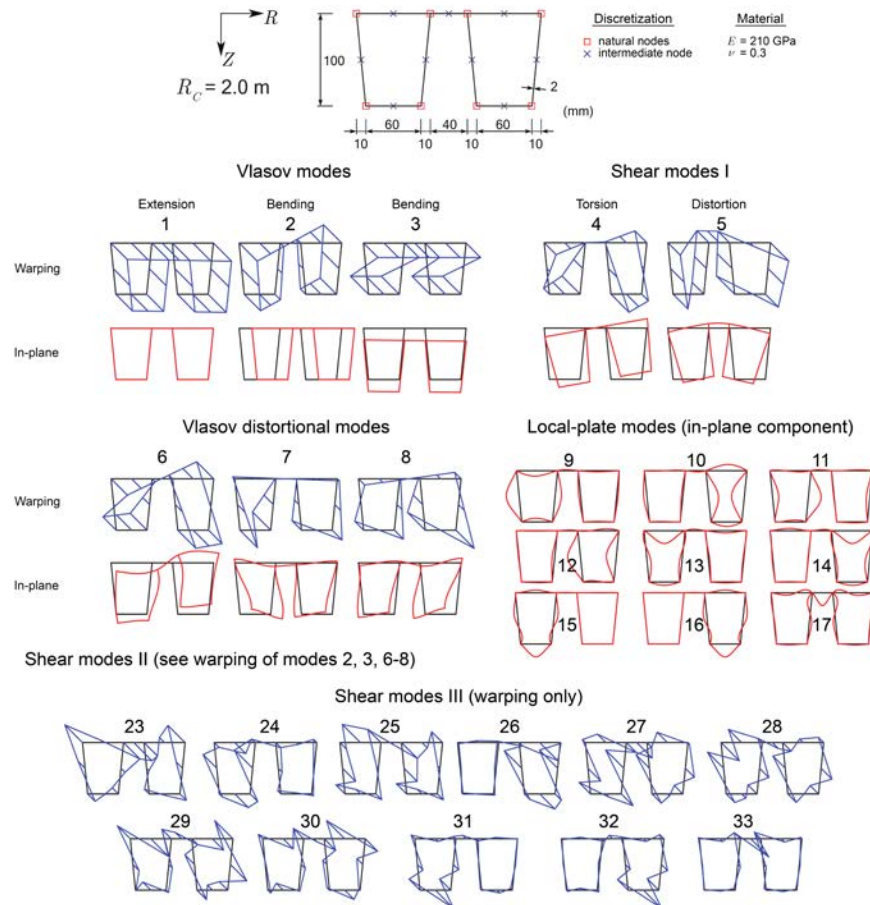 R
Z
R_C = 2.0 m
100
2
(mm)
60 40 60
10 10 10 10
Discretization
natural nodes
intermediate node
Material
E = 210 GPa
ν = 0.3
Vlasov modes
Extension Bending Bending
1 2 3
Warping
In-plane
Shear modes I
Torsion Distortion
4 5
Vlasov distortional modes
6 7 8
Warping
In-plane
Local-plate modes (in-plane component)
9 10 11
12 13 14
15 16 17
Shear modes II (see warping of modes 2, 3, 6-8)
Shear modes III (warping only)
23 24 25 26 27 28
29 30 31 32 33